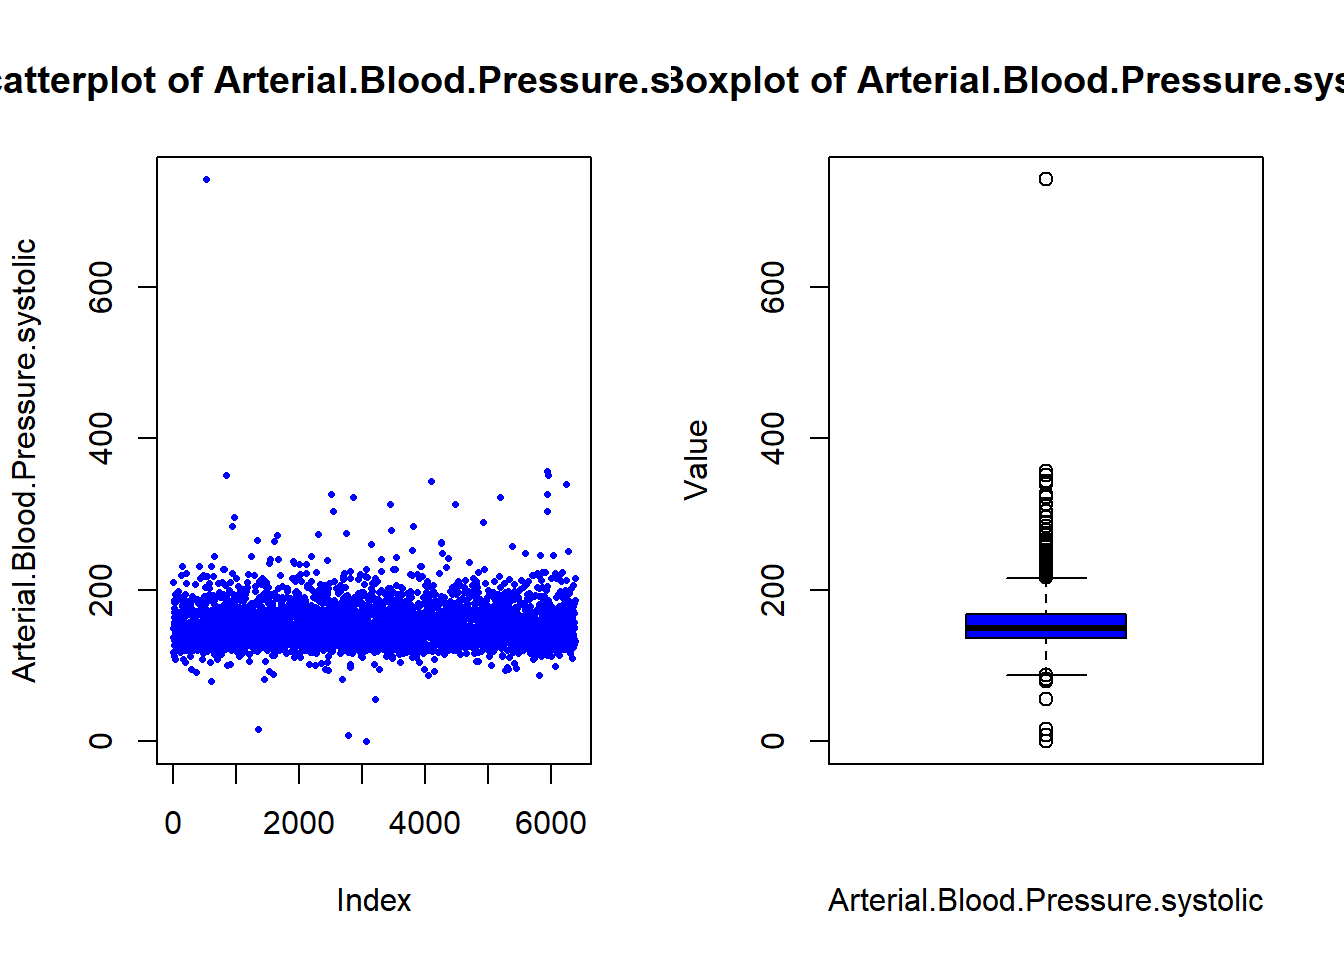 catterplot of Arterial.Blood.Pressure.s
Boxplot of Arterial.Blood.Pressure.sys
Arterial.Blood.Pressure.systolic
0
200
400
600
0
2000
4000
6000
Index
Value
0
200
400
600
Arterial.Blood.Pressure.systolic